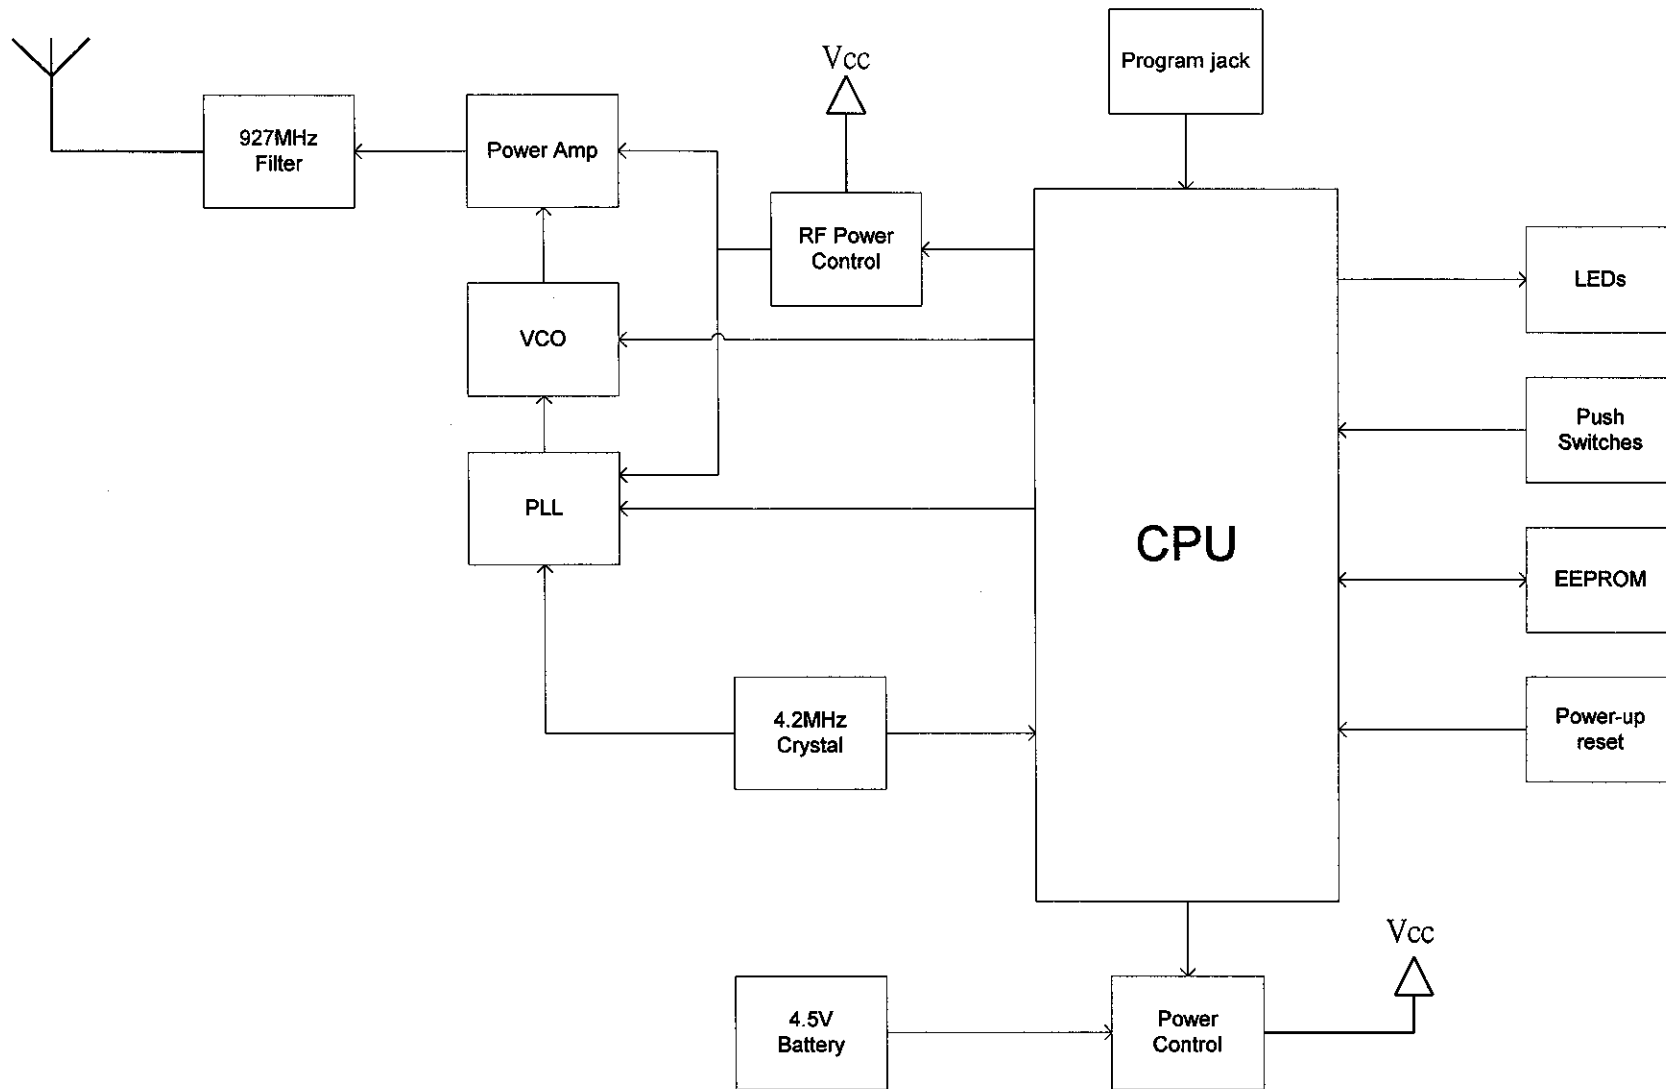 Program jack
Vcc
927MHz
Filter
Power Amp
RF Power
Control
LEDs
VCO
Push
Switches
PLL
CPU
EEPROM
4.2MHz
Crystal
Power-up
reset
Vcc
4.5V
Battery
Power
Control